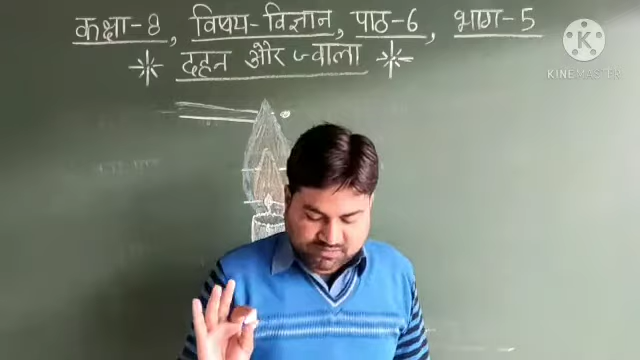 कक्षा-8, विषय-विज्ञान, पाठ-6, भाग-5
दहन और ज्वाला
KINEMASTER